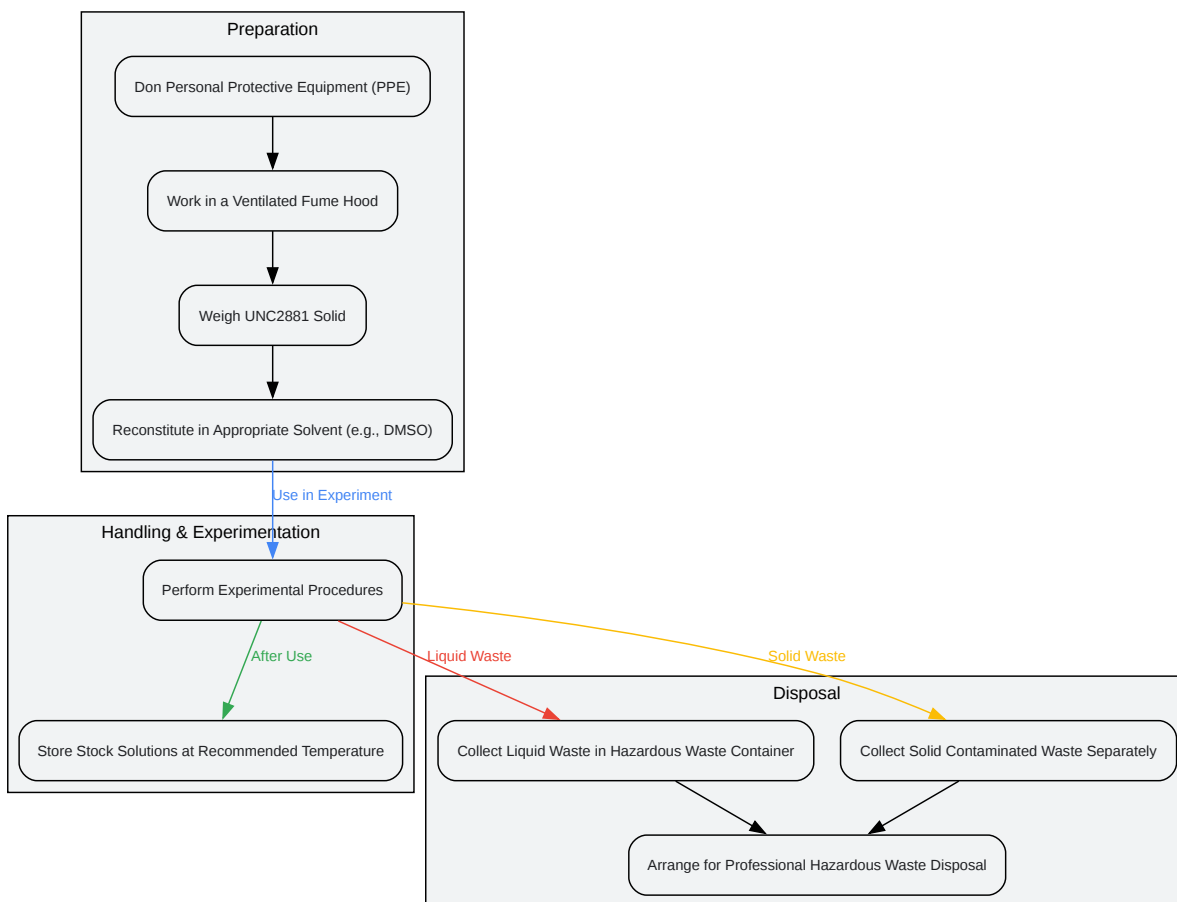 Preparation
Don Personal Protective Equipment (PPE)
Work in a Ventilated Fume Hood
Weigh UNC2881 Solid
Reconstitute in Appropriate Solvent (e.g., DMSO)
Use in Experiment
Handling & Experimentation
Perform Experimental Procedures
After Use
Liquid Waste
Solid Waste
Store Stock Solutions at Recommended Temperature
Disposal
Collect Liquid Waste in Hazardous Waste Container
Collect Solid Contaminated Waste Separately
Arrange for Professional Hazardous Waste Disposal